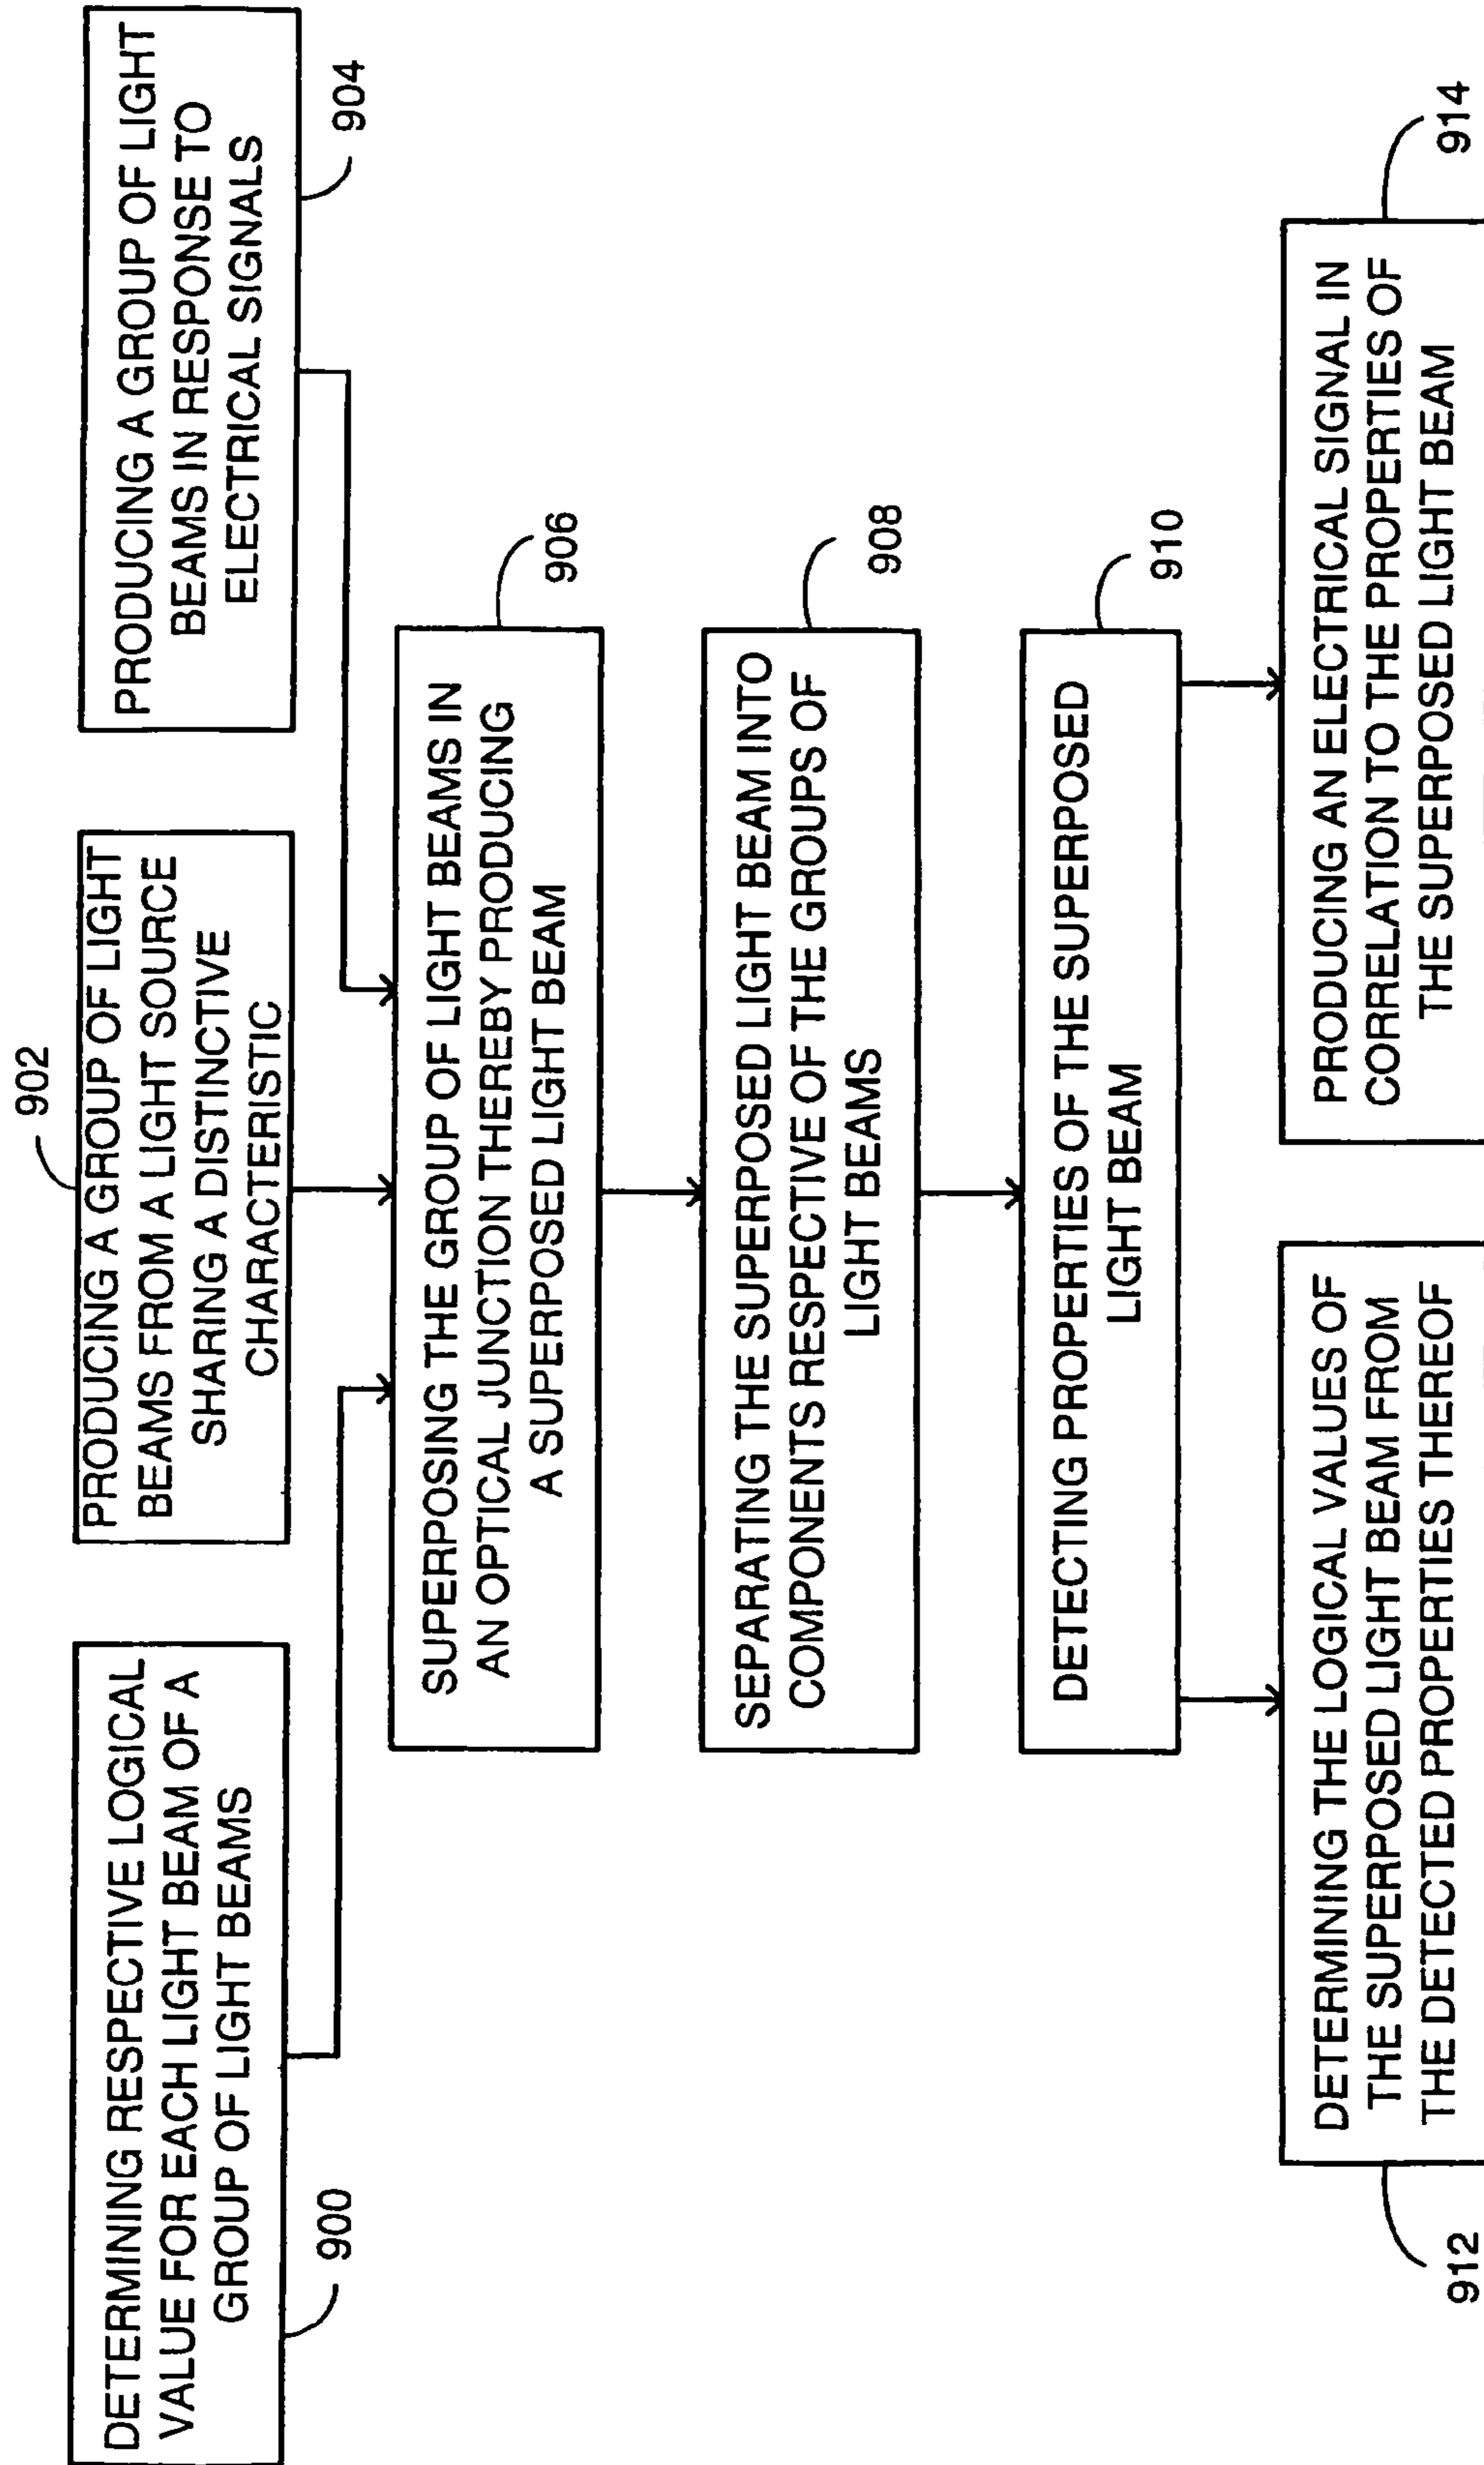 DETERMINING RESPECTIVE LOGICAL
VALUE FOR EACH LIGHT BEAM OF A
GROUP OF LIGHT BEAMS
900
902
PRODUCING A GROUP OF LIGHT
BEAMS FROM A LIGHT SOURCE
SHARING A DISTINCTIVE
CHARACTERISTIC
PRODUCING A GROUP OF LIGHT
BEAMS IN RESPONSE TO
ELECTRICAL SIGNALS
904
SUPERPOSING THE GROUP OF LIGHT BEAMS IN
AN OPTICAL JUNCTION THEREBY PRODUCING
A SUPERPOSED LIGHT BEAM
906
SEPARATING THE SUPERPOSED LIGHT BEAM INTO
COMPONENTS RESPECTIVE OF THE GROUPS OF
LIGHT BEAMS
908
DETECTING PROPERTIES OF THE SUPERPOSED
LIGHT BEAM
910
DETERMINING THE LOGICAL VALUES OF
THE SUPERPOSED LIGHT BEAM FROM
THE DETECTED PROPERTIES THEREOF
912
PRODUCING AN ELECTRICAL SIGNAL IN
CORRELATION TO THE PROPERTIES OF
THE SUPERPOSED LIGHT BEAM
914